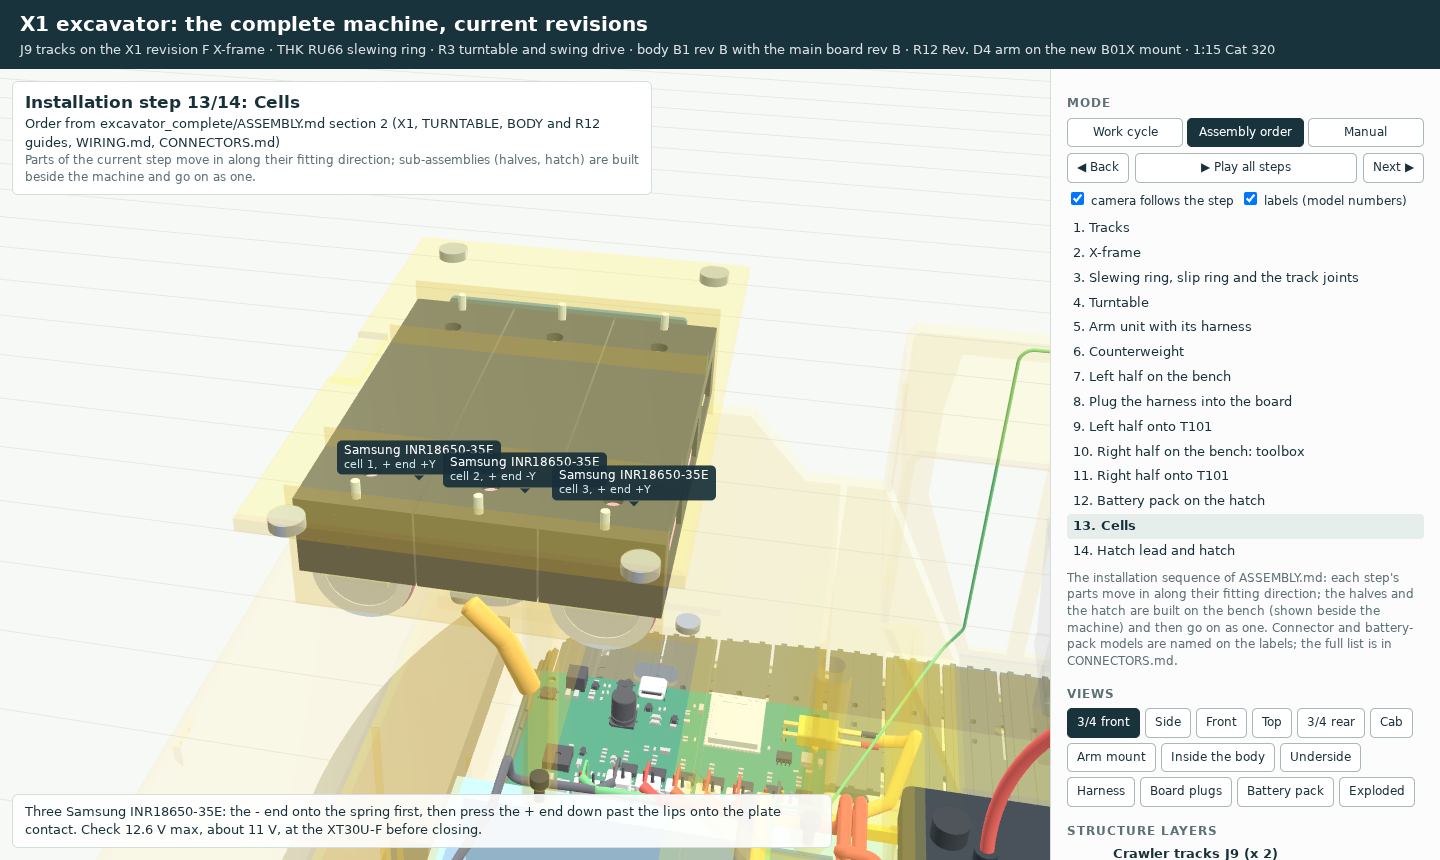 X1 excavator: the complete machine, current revisions
J9 tracks on the X1 revision F X-frame · THK RU66 slewing ring · R3 turntable and swing drive · body B1 rev B with the main board rev B · R12 Rev. D4 arm on the new B01X mount · 1:15 Cat 320
Installation step 13/14: Cells
Order from excavator_complete/ASSEMBLY.md section 2 (X1, TURNTABLE, BODY and R12
guides, WIRING.md, CONNECTORS.md)
Parts of the current step move in along their fitting direction; sub-assemblies (halves, hatch) are built
beside the machine and go on as one.
Samsung INR18650-35E
cell 1, + end +Y
Samsung INR18650-35E
cell 2, + end -Y
Samsung INR18650-35E
cell 3, + end +Y
Three Samsung INR18650-35E: the - end onto the spring first, then press the + end down past the lips onto the plate
contact. Check 12.6 V max, about 11 V, at the XT30U-F before closing.
MODE
Work cycle Assembly order Manual
◀ Back ▶ Play all steps Next ▶
camera follows the step labels (model numbers)
1. Tracks
2. X-frame
3. Slewing ring, slip ring and the track joints
4. Turntable
5. Arm unit with its harness
6. Counterweight
7. Left half on the bench
8. Plug the harness into the board
9. Left half onto T101
10. Right half on the bench: toolbox
11. Right half onto T101
12. Battery pack on the hatch
13. Cells
14. Hatch lead and hatch
The installation sequence of ASSEMBLY.md: each step's
parts move in along their fitting direction; the halves and
the hatch are built on the bench (shown beside the
machine) and then go on as one. Connector and battery-
pack models are named on the labels; the full list is in
CONNECTORS.md.
VIEWS
3/4 front Side Front Top 3/4 rear Cab
Arm mount Inside the body Underside
Harness Board plugs Battery pack Exploded
STRUCTURE LAYERS
Crawler tracks J9 (x 2)